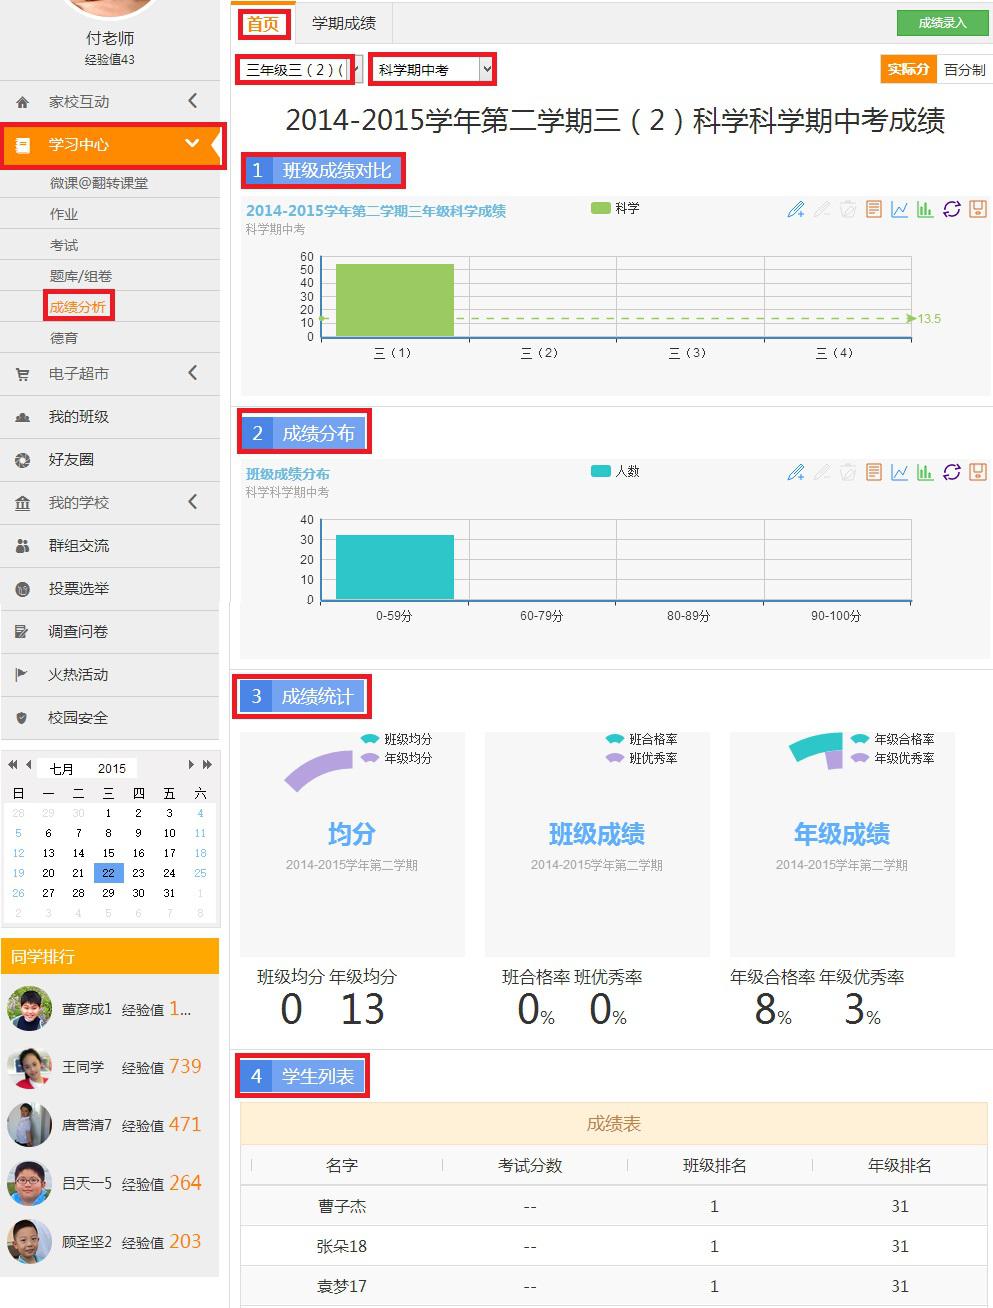 付老师
经验值43
家校互动
学习中心
微课@翻转课堂
作业
考试
题库/组卷
成绩分析
德育
电子超市
我的班级
好友圈
我的学校
群组交流
投票选举
调查问卷
火热活动
校园安全
七月 2015
日 一 二 三 四 五 六
28 29 30 1 2 3 4
5 6 7 8 9 10 11
12 13 14 15 16 17 18
19 20 21 22 23 24 25
26 27 28 29 30 31 1
2 3 4 5 6 7 8
同学排行
董彦成1 经验值 1...
王同学 经验值 739
唐誉清7 经验值 471
吕天一5 经验值 264
顾圣坚2 经验值 203
首页 学期成绩 成绩录入
三年级三（2）( 科学期中考 实际分 百分制
2014-2015学年第二学期三（2）科学科学期中考成绩
1 班级成绩对比
2014-2015学年第二学期三年级科学成绩 科学
科学期中考
60
50
40
30
20
10
0
13.5
三（1） 三（2） 三（3） 三（4）
2 成绩分布
班级成绩分布 人数
科学科学期中考
40
30
20
10
0
0-59分 60-79分 80-89分 90-100分
3 成绩统计
班级均分
年级均分
均分
2014-2015学年第二学期
班级均分 年级均分
0 13
班合格率
班优秀率
班级成绩
2014-2015学年第二学期
班合格率 班优秀率
0% 0%
年级合格率
年级优秀率
年级成绩
2014-2015学年第二学期
年级合格率 年级优秀率
8% 3%
4 学生列表
成绩表
名字 考试分数 班级排名 年级排名
曹子杰 -- 1 31
张朵18 -- 1 31
袁梦17 -- 1 31